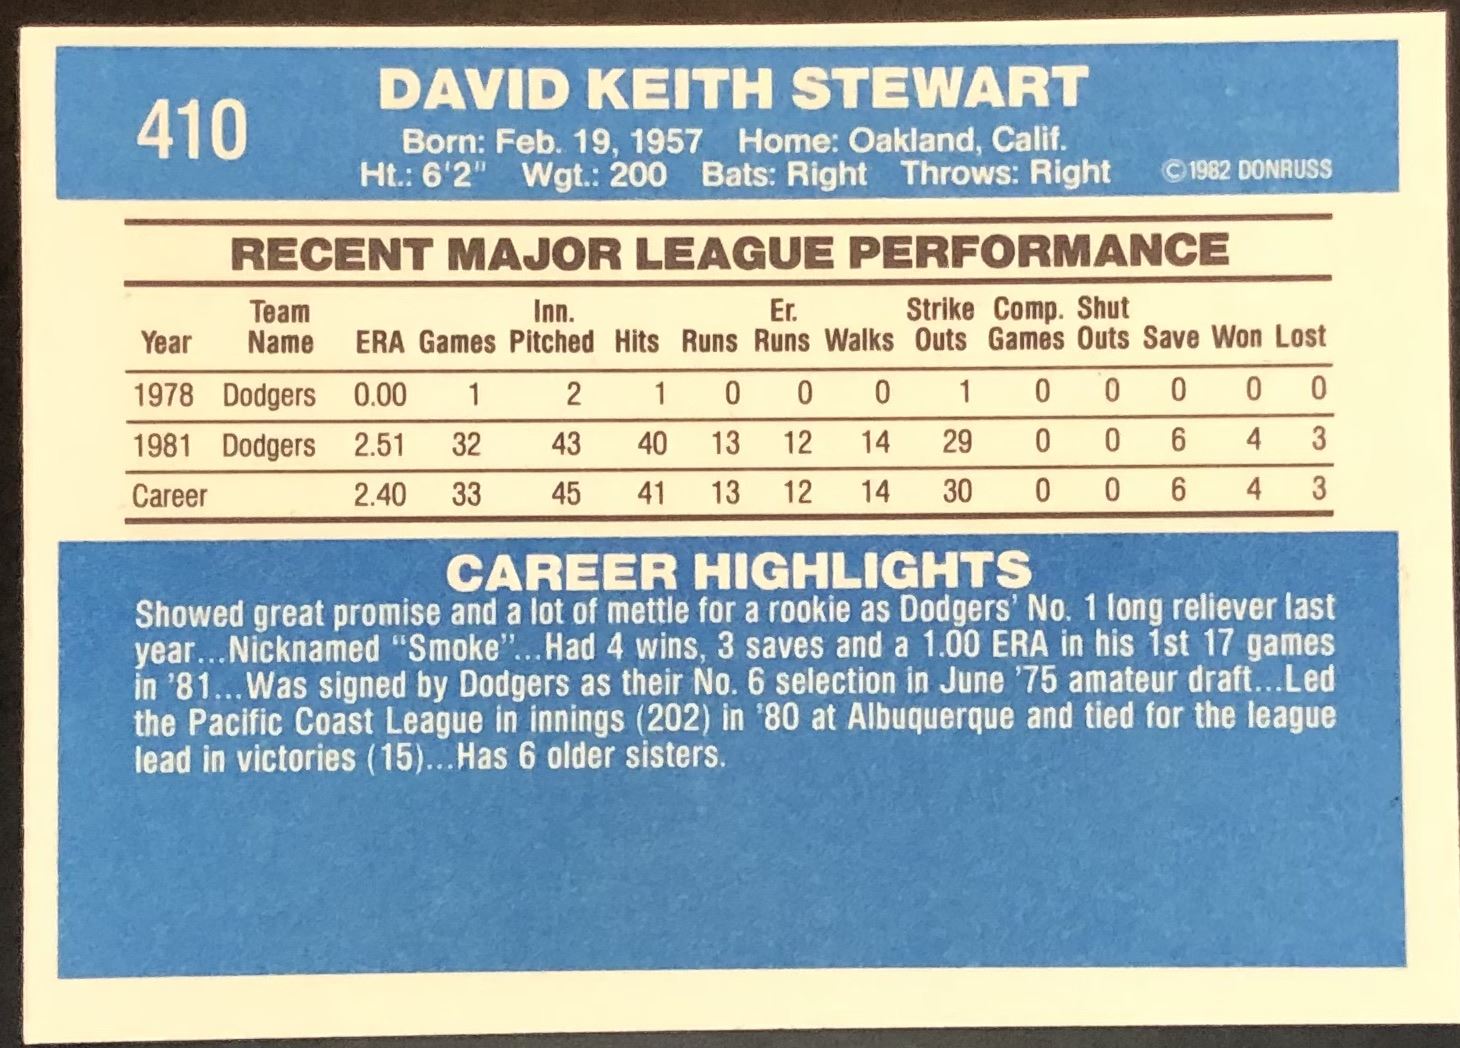 410
DAVID KEITH STEWART
Born: Feb. 19, 1957 Home: Oakland, Calif.
Ht.: 6'2" Wgt.: 200 Bats: Right Throws: Right ©1982 DONRUSS
RECENT MAJOR LEAGUE PERFORMANCE
Team Inn. Er. Strike Comp. Shut
Year Name ERA Games Pitched Hits Runs Runs Walks Outs Games Outs Save Won Lost
1978 Dodgers 0.00 1 2 1 0 0 0 1 0 0 0 0 0
1981 Dodgers 2.51 32 43 40 13 12 14 29 0 0 6 4 3
Career 2.40 33 45 41 13 12 14 30 0 0 6 4 3
CAREER HIGHLIGHTS
Showed great promise and a lot of mettle for a rookie as Dodgers' No. 1 long reliever last
year...Nicknamed "Smoke"...Had 4 wins, 3 saves and a 1.00 ERA in his 1st 17 games
in '81...Was signed by Dodgers as their No. 6 selection in June '75 amateur draft...Led
the Pacific Coast League in innings (202) in '80 at Albuquerque and tied for the league
lead in victories (15)...Has 6 older sisters.